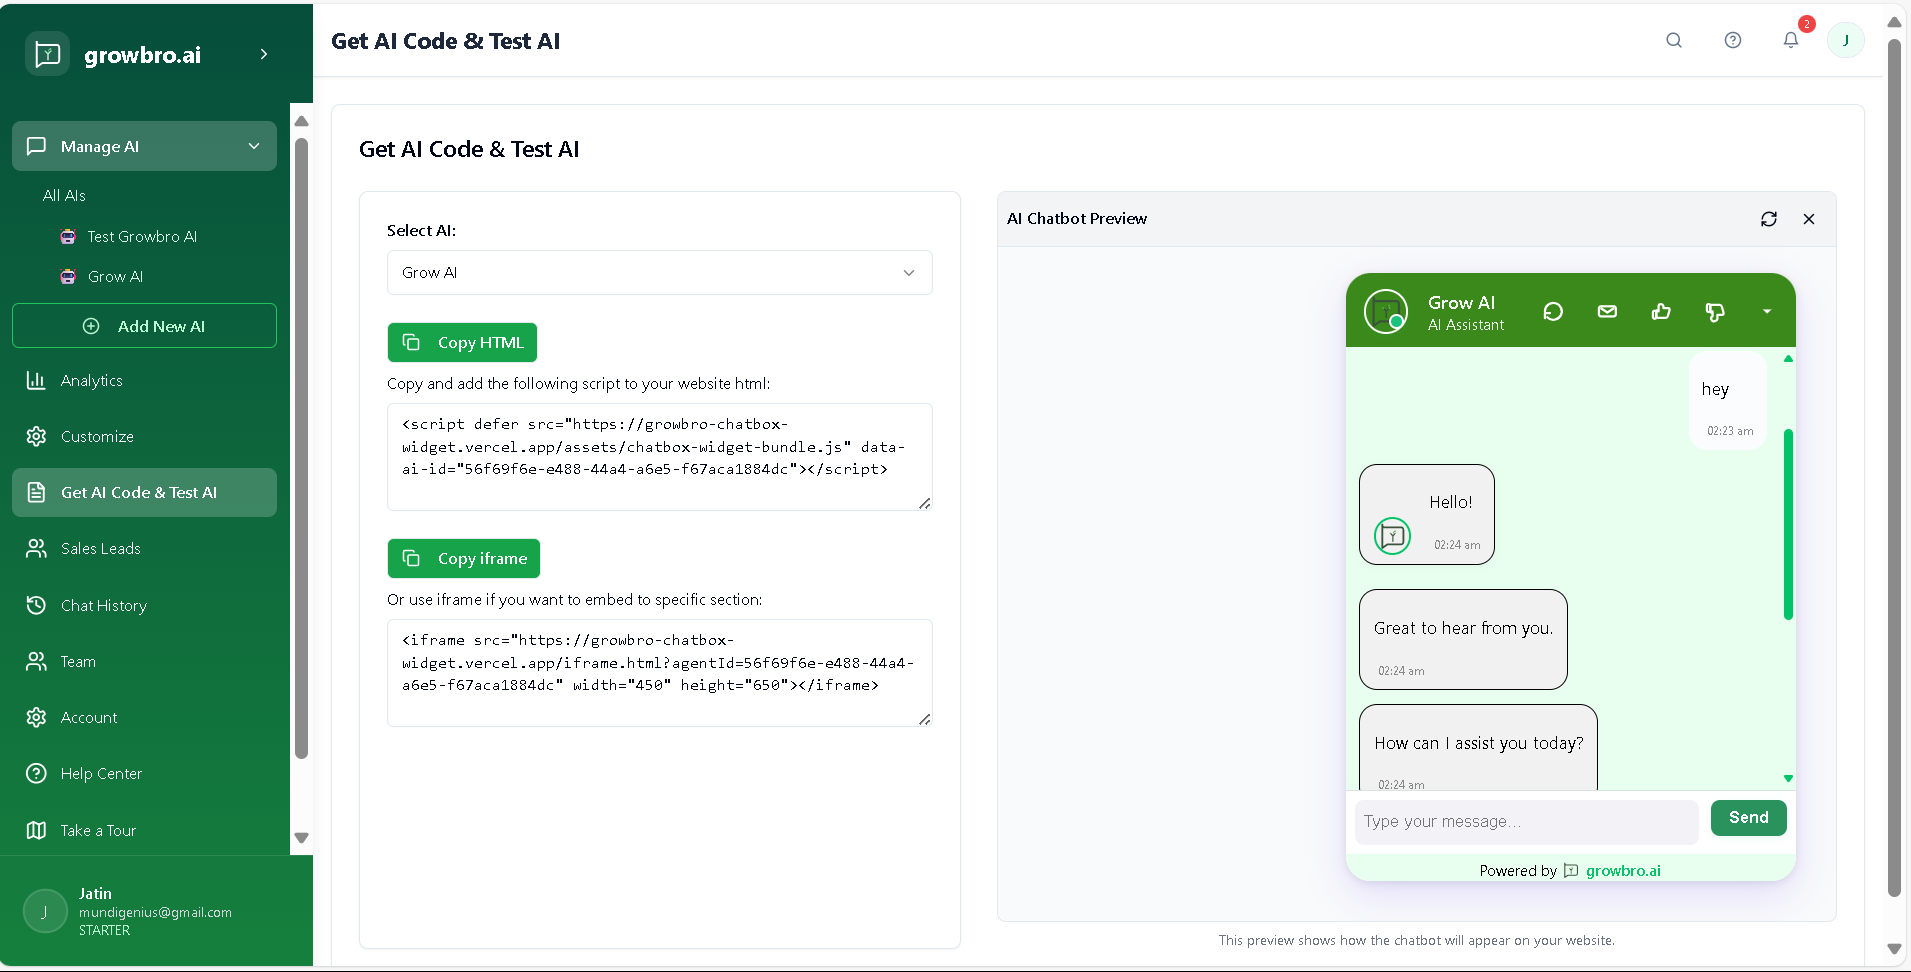 growbro.ai
Get AI Code & Test AI
2
J
Manage AI
All AIs
Test Growbro AI
Grow AI
Add New AI
Analytics
Customize
Get AI Code & Test AI
Sales Leads
Chat History
Team
Account
Help Center
Take a Tour
J
Jatin
mundigenius@gmail.com
STARTER
Get AI Code & Test AI
Select AI:
Grow AI
Copy HTML
Copy and add the following script to your website html:
<script defer src="https://growbro-chatbox-
widget.vercel.app/assets/chatbox-widget-bundle.js" data-
ai-id="56f69f6e-e488-44a4-a6e5-f67aca1884dc"></script>
Copy iframe
Or use iframe if you want to embed to specific section:
<iframe src="https://growbro-chatbox-
widget.vercel.app/iframe.html?agentId=56f69f6e-e488-44a4-
a6e5-f67aca1884dc" width="450" height="650"></iframe>
AI Chatbot Preview
Grow AI
AI Assistant
hey
02:23 am
Hello!
02:24 am
Great to hear from you.
02:24 am
How can I assist you today?
02:24 am
Type your message...
Send
Powered by growbro.ai
This preview shows how the chatbot will appear on your website.